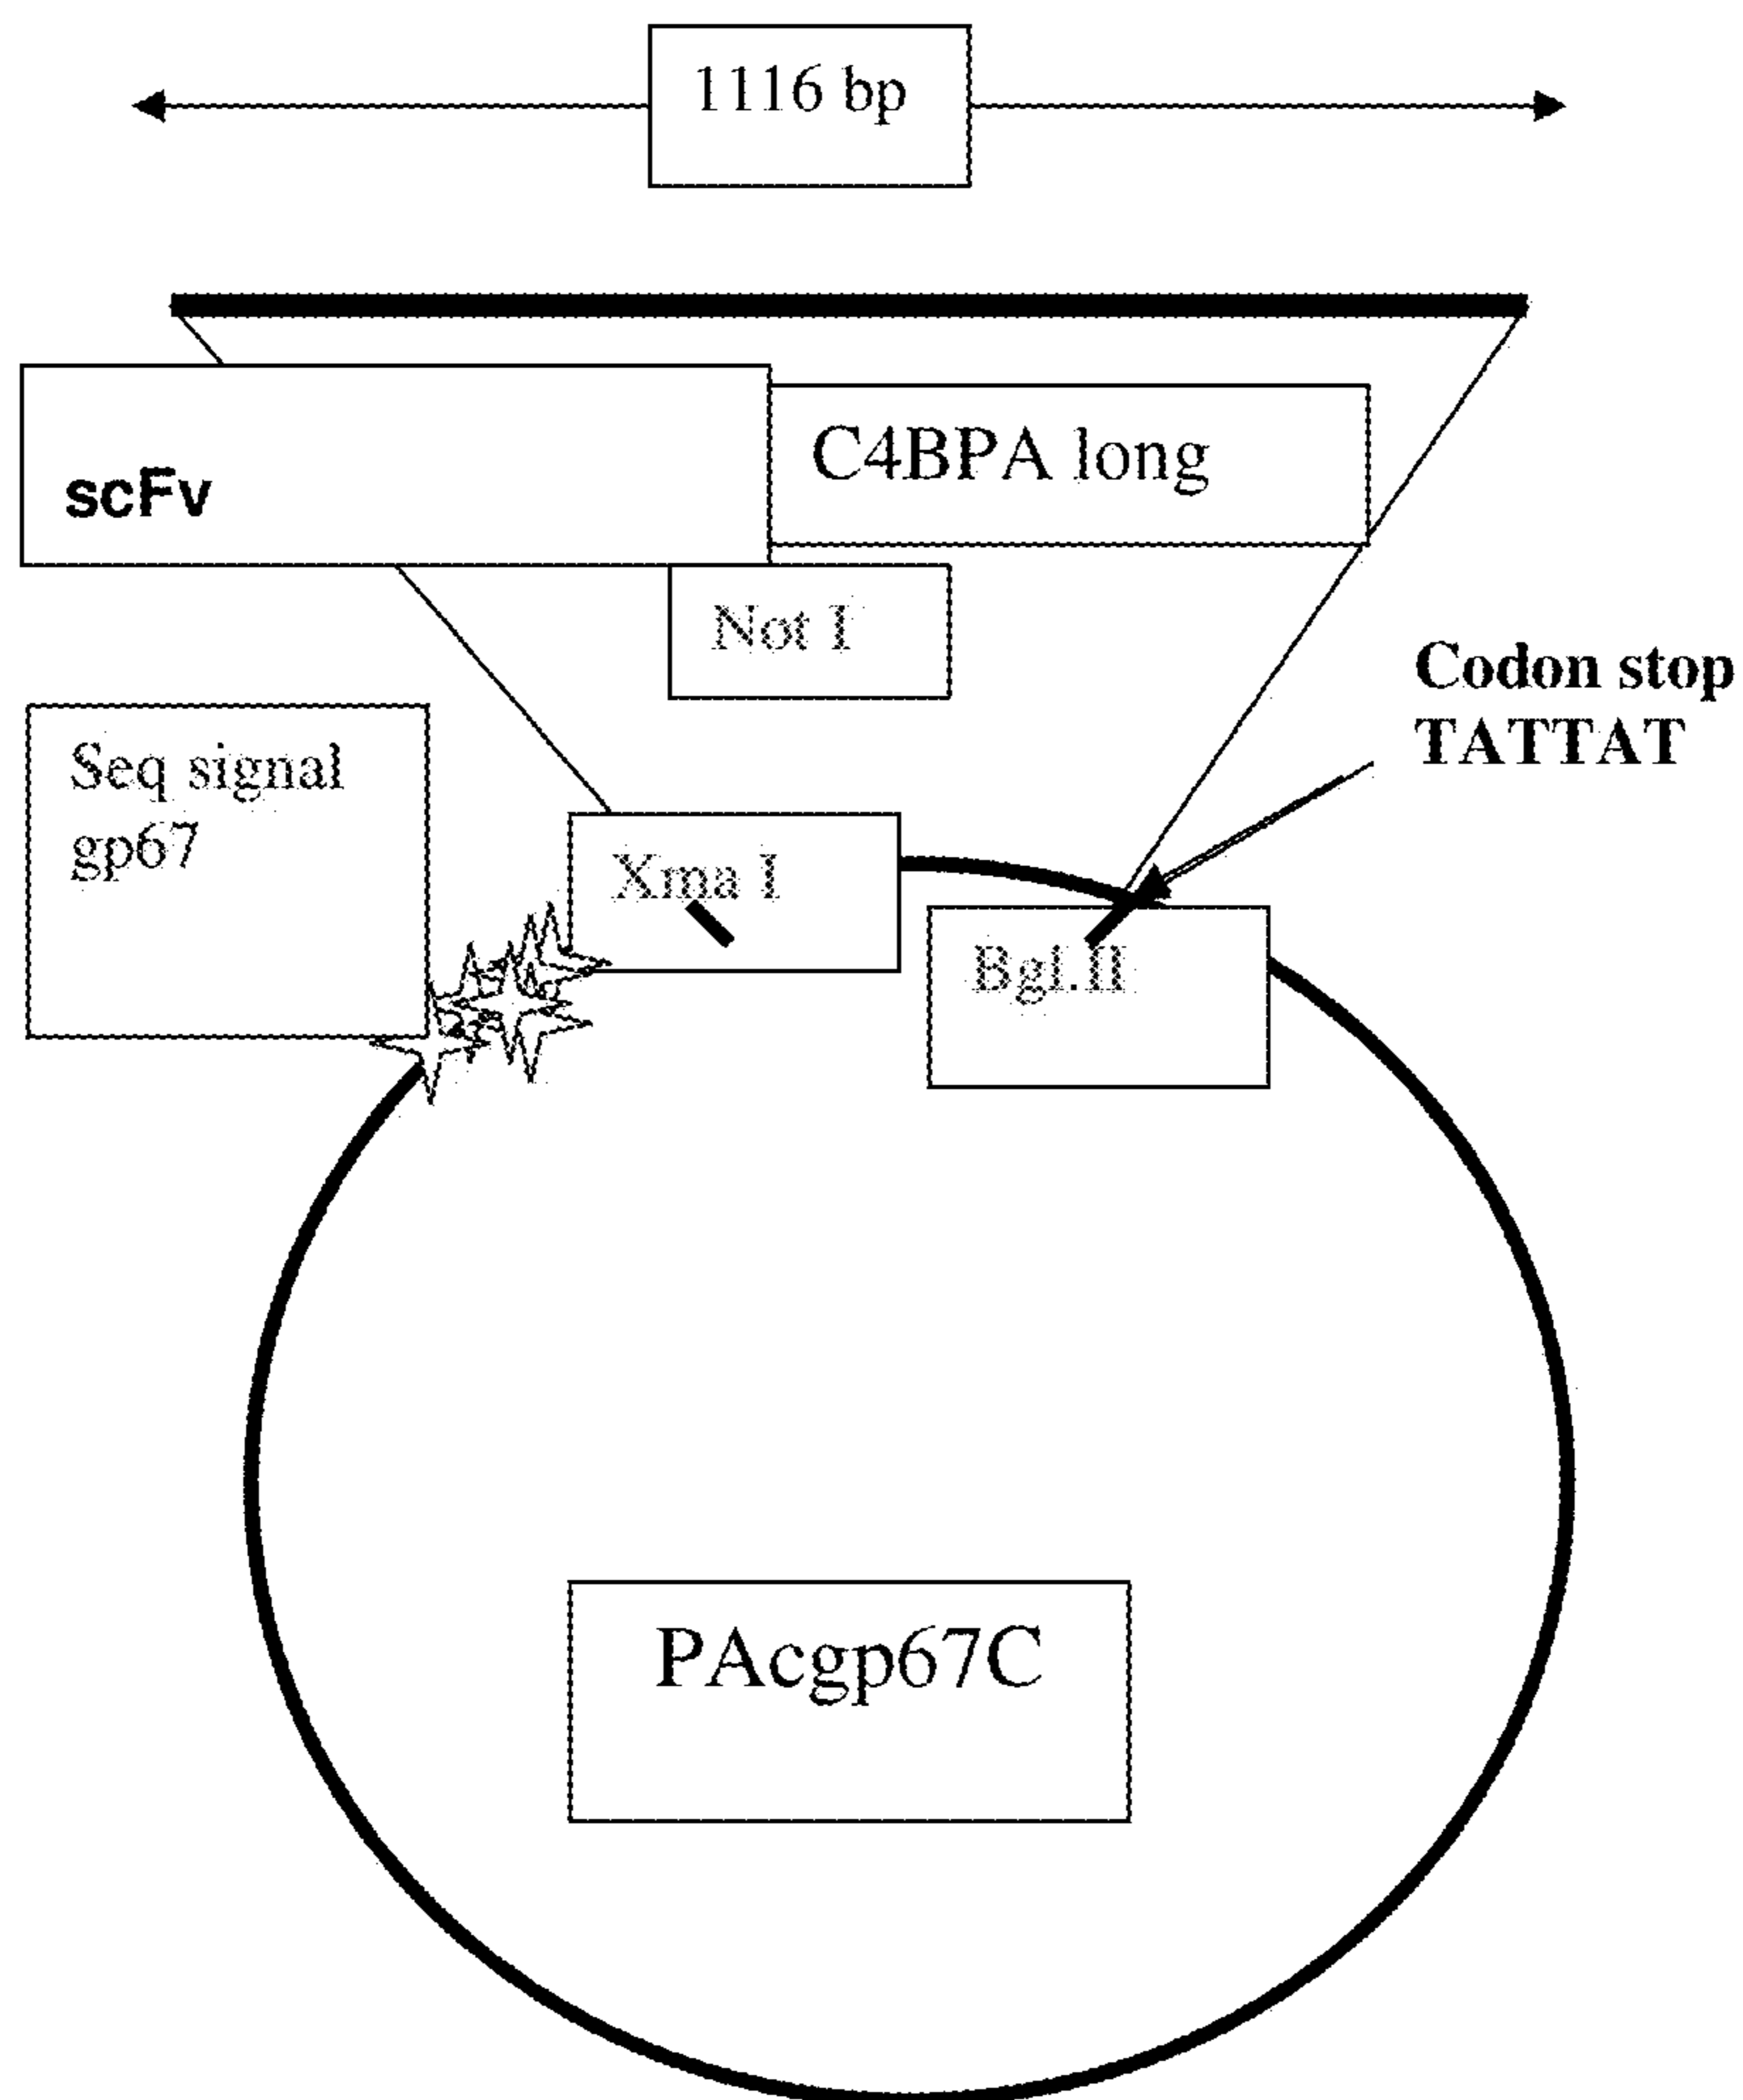 1116 bp
C4BPA long
scFv
Not I
Codon stop
TATTAT
Seq signal
gp67
Xma I
Bgl.II
PAcgp67C